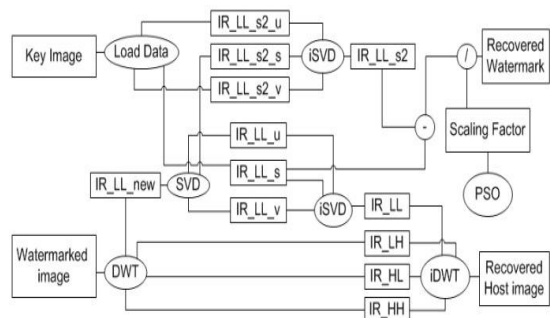 Key Image
Load Data
IR_LL_s2_u
IR_LL_s2_s
IR_LL_s2_v
iSVD
IR_LL_s2
/
Recovered
Watermark
-
Scaling Factor
PSO
IR_LL_new
SVD
IR_LL_u
IR_LL_s
IR_LL_v
iSVD
IR_LL
Watermarked
image
DWT
IR_LH
IR_HL
IR_HH
iDWT
Recovered
Host image